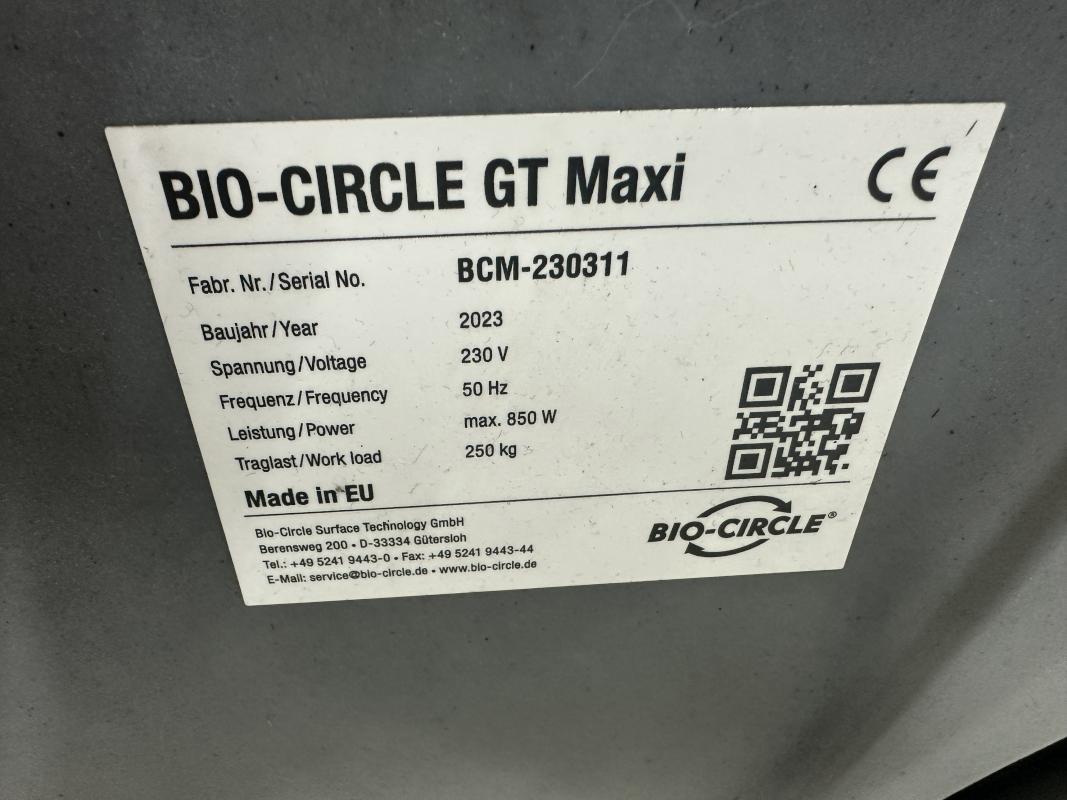 BIO-CIRCLE GT Maxi CE
Fabr. Nr./Serial No. BCM-230311
Baujahr/Year 2023
Spannung/Voltage 230 V
Frequenz/Frequency 50 Hz
Leistung/Power max. 850 W
Traglast/Work load 250 kg
Made in EU
Bio-Circle Surface Technology GmbH
Berensweg 200 • D-33334 Gütersloh
Tel.: +49 5241 9443-0 • Fax: +49 5241 9443-44
E-Mail: service@bio-circle.de • www.bio-circle.de
BIO-CIRCLE®